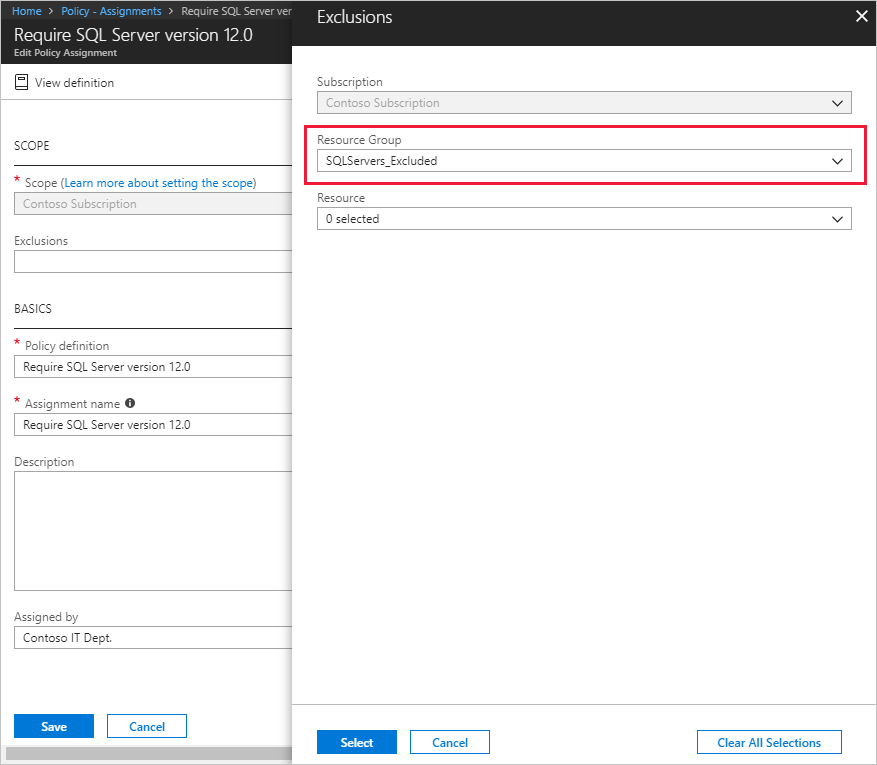 Home > Policy - Assignments > Require SQL Server ver
Require SQL Server version 12.0
Edit Policy Assignment
View definition
SCOPE
* Scope (Learn more about setting the scope)
Contoso Subscription
Exclusions
BASICS
* Policy definition
Require SQL Server version 12.0
* Assignment name
Require SQL Server version 12.0
Description
Assigned by
Contoso IT Dept.
Save
Cancel
Exclusions
Subscription
Contoso Subscription
Resource Group
SQLServers_Excluded
Resource
0 selected
Select
Cancel
Clear All Selections